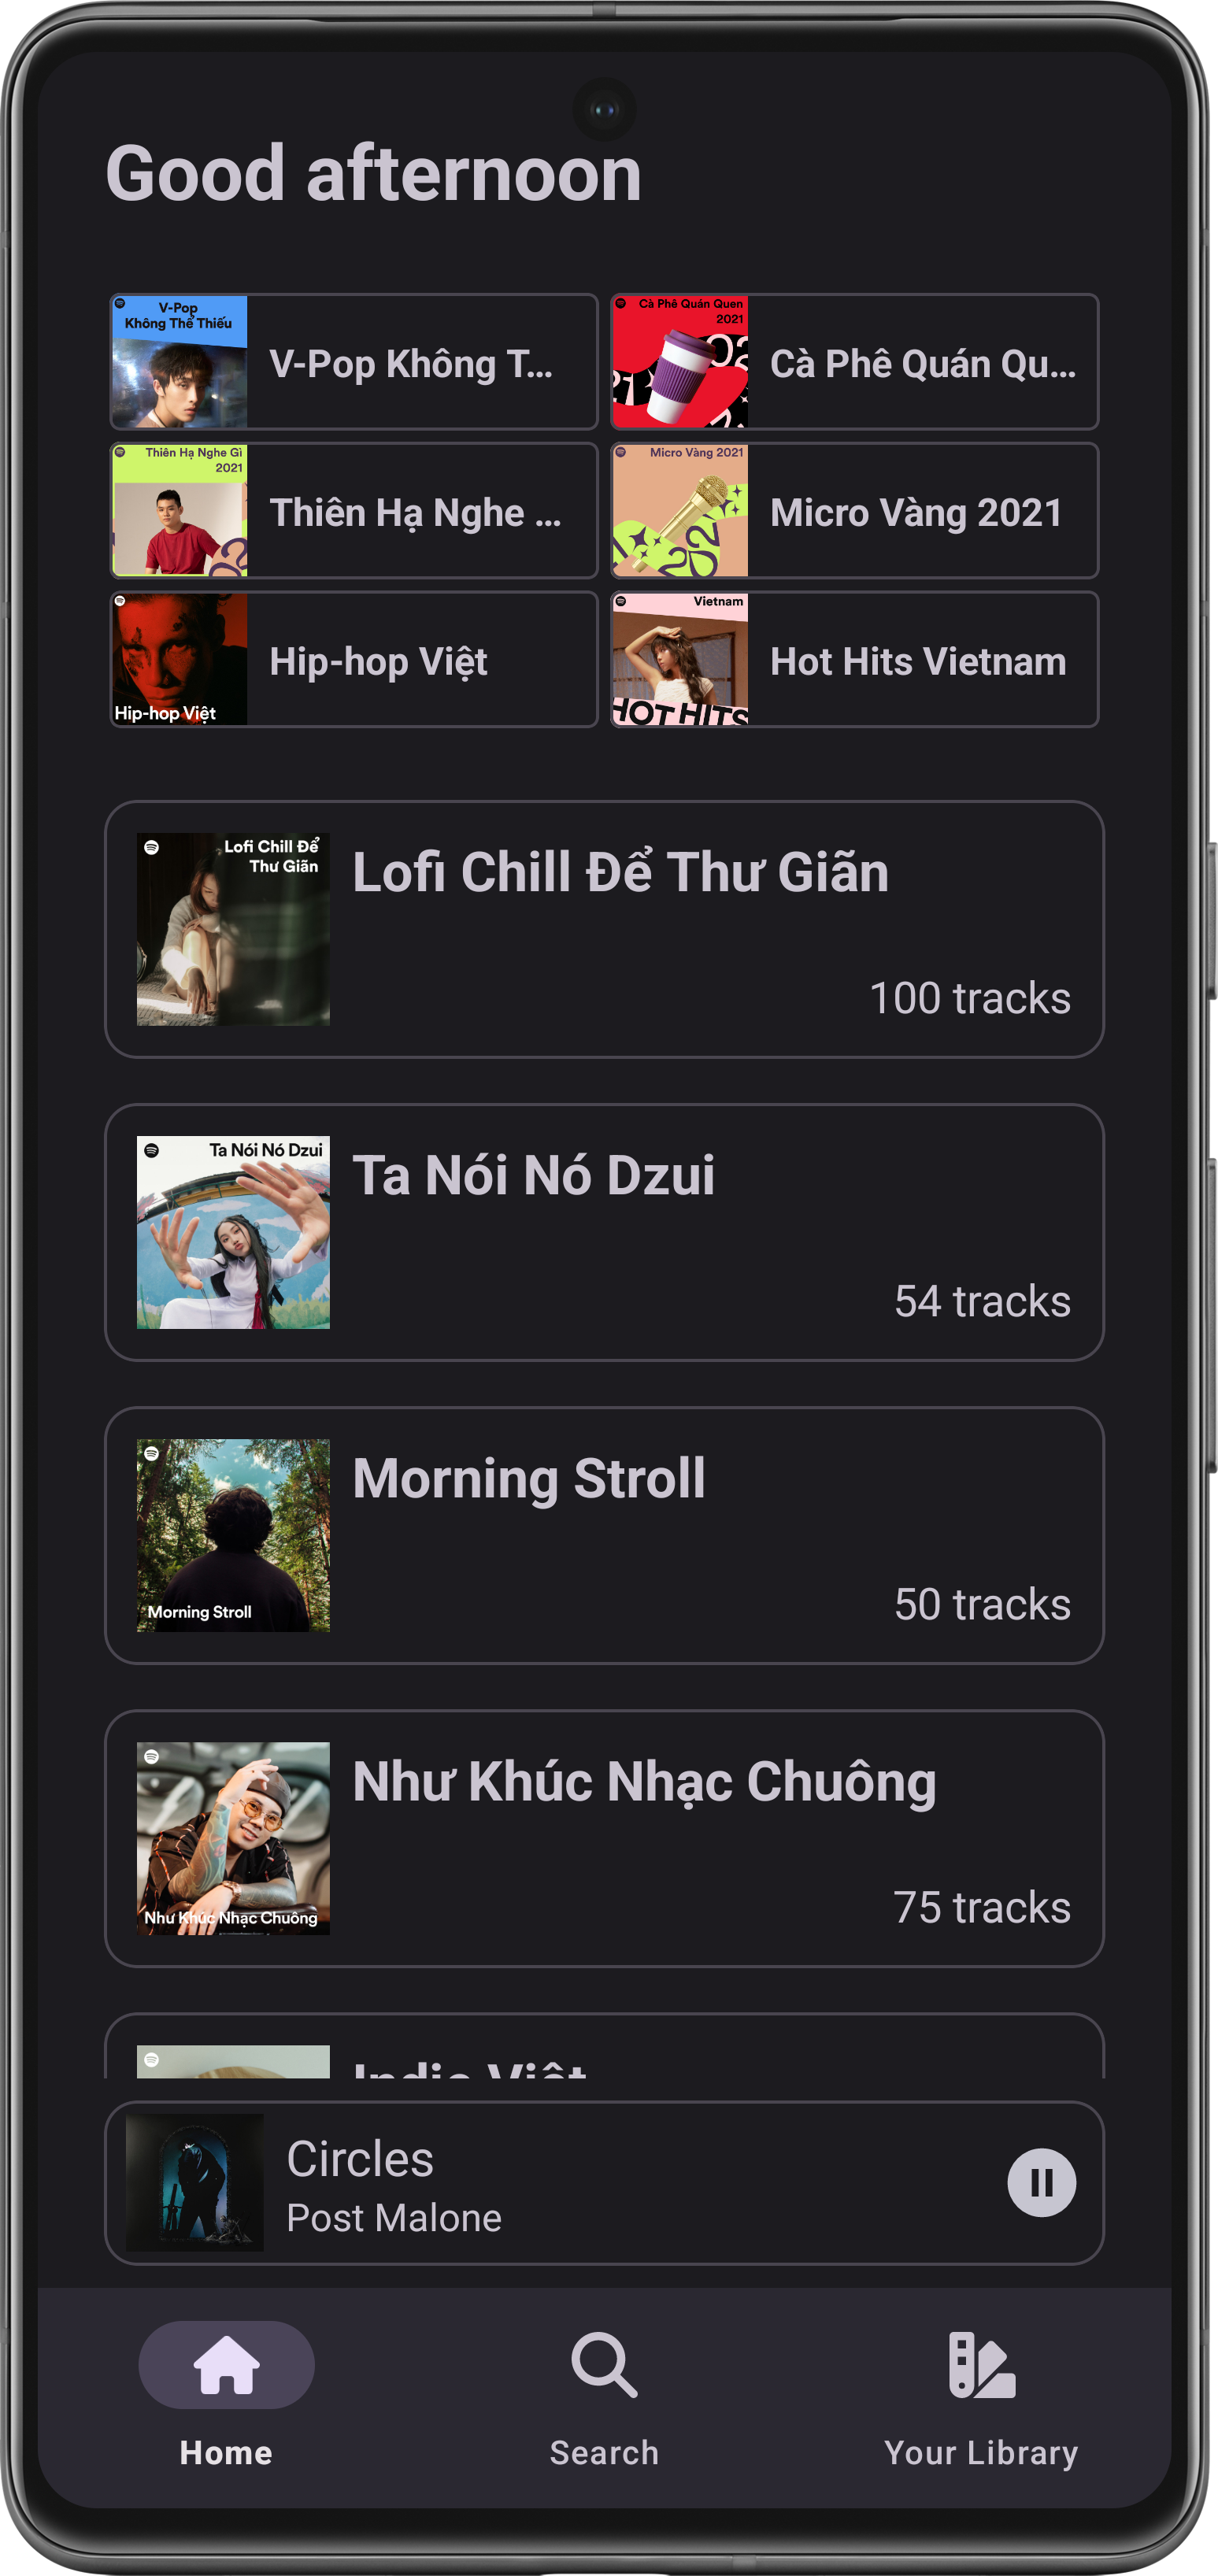 Good afternoon
V-Pop
Không Thể Thiếu
V-Pop Không T...
Cà Phê Quán Quen
2021
Cà Phê Quán Qu...
Thiên Hạ Nghe Gì
2021
Thiên Hạ Nghe ...
Micro Vàng 2021
Micro Vàng 2021
Hip-hop Việt
Hip-hop Việt
Vietnam
HOT HITS
Hot Hits Vietnam
Lofi Chill Để
Thư Giãn
Lofi Chill Để Thư Giãn
100 tracks
Ta Nói Nó Dzui
Ta Nói Nó Dzui
54 tracks
Morning Stroll
Morning Stroll
50 tracks
Như Khúc Nhạc Chuông
Như Khúc Nhạc Chuông
75 tracks
Indie Việt
Circles
Post Malone
Home
Search
Your Library